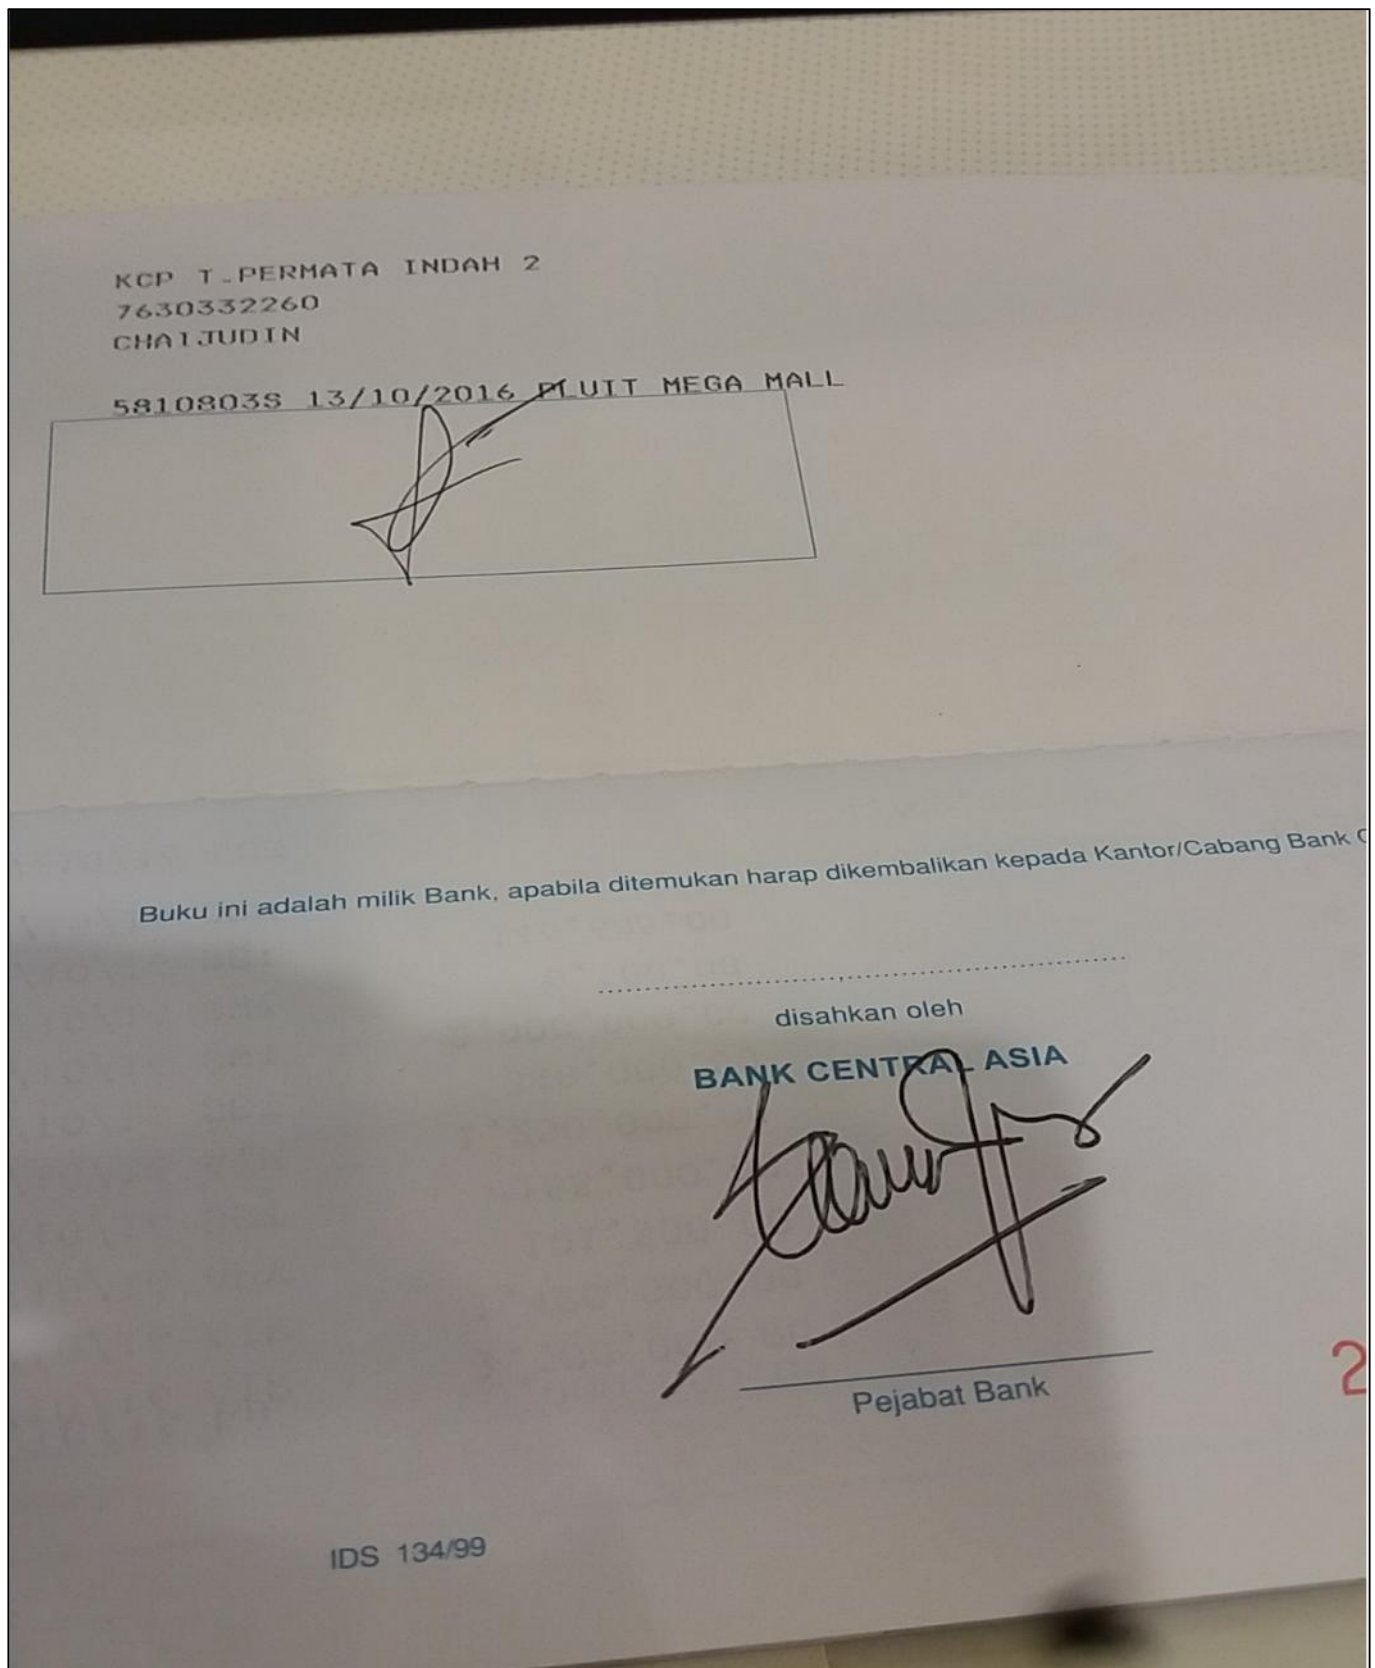 KCP T.PERMATA INDAH 2
7630332260
CHAIJUDIN
5810803S 13/10/2016 PLUIT MEGA MALL
Buku ini adalah milik Bank, apabila ditemukan harap dikembalikan kepada Kantor/Cabang Bank
disahkan oleh
BANK CENTRAL ASIA
Pejabat Bank
2
IDS 134/99